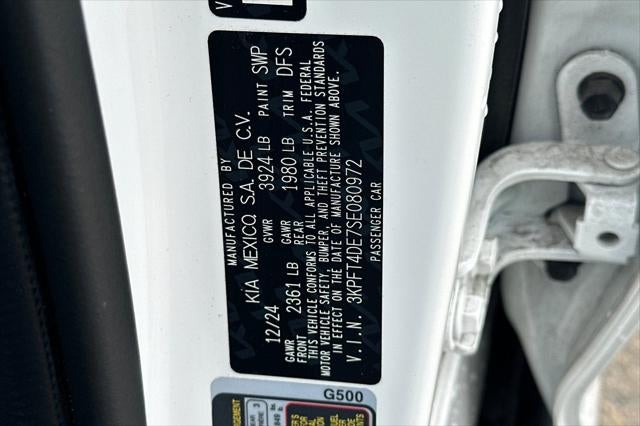 MANUFACTURED BY
KIA MEXICO, S.A. DE C.V.
12/24 GVWR 3924 LB PAINT SWP
GAWR FRONT 2361 LB GAWR REAR 1980 LB TRIM DFS
THIS VEHICLE CONFORMS TO ALL APPLICABLE U.S.A. FEDERAL
MOTOR VEHICLE SAFETY, BUMPER, AND THEFT PREVENTION STANDARDS
IN EFFECT ON THE DATE OF MANUFACTURE SHOWN ABOVE.
V.I.N. 3KPFT4DE7SE080972
PASSENGER CAR
G500